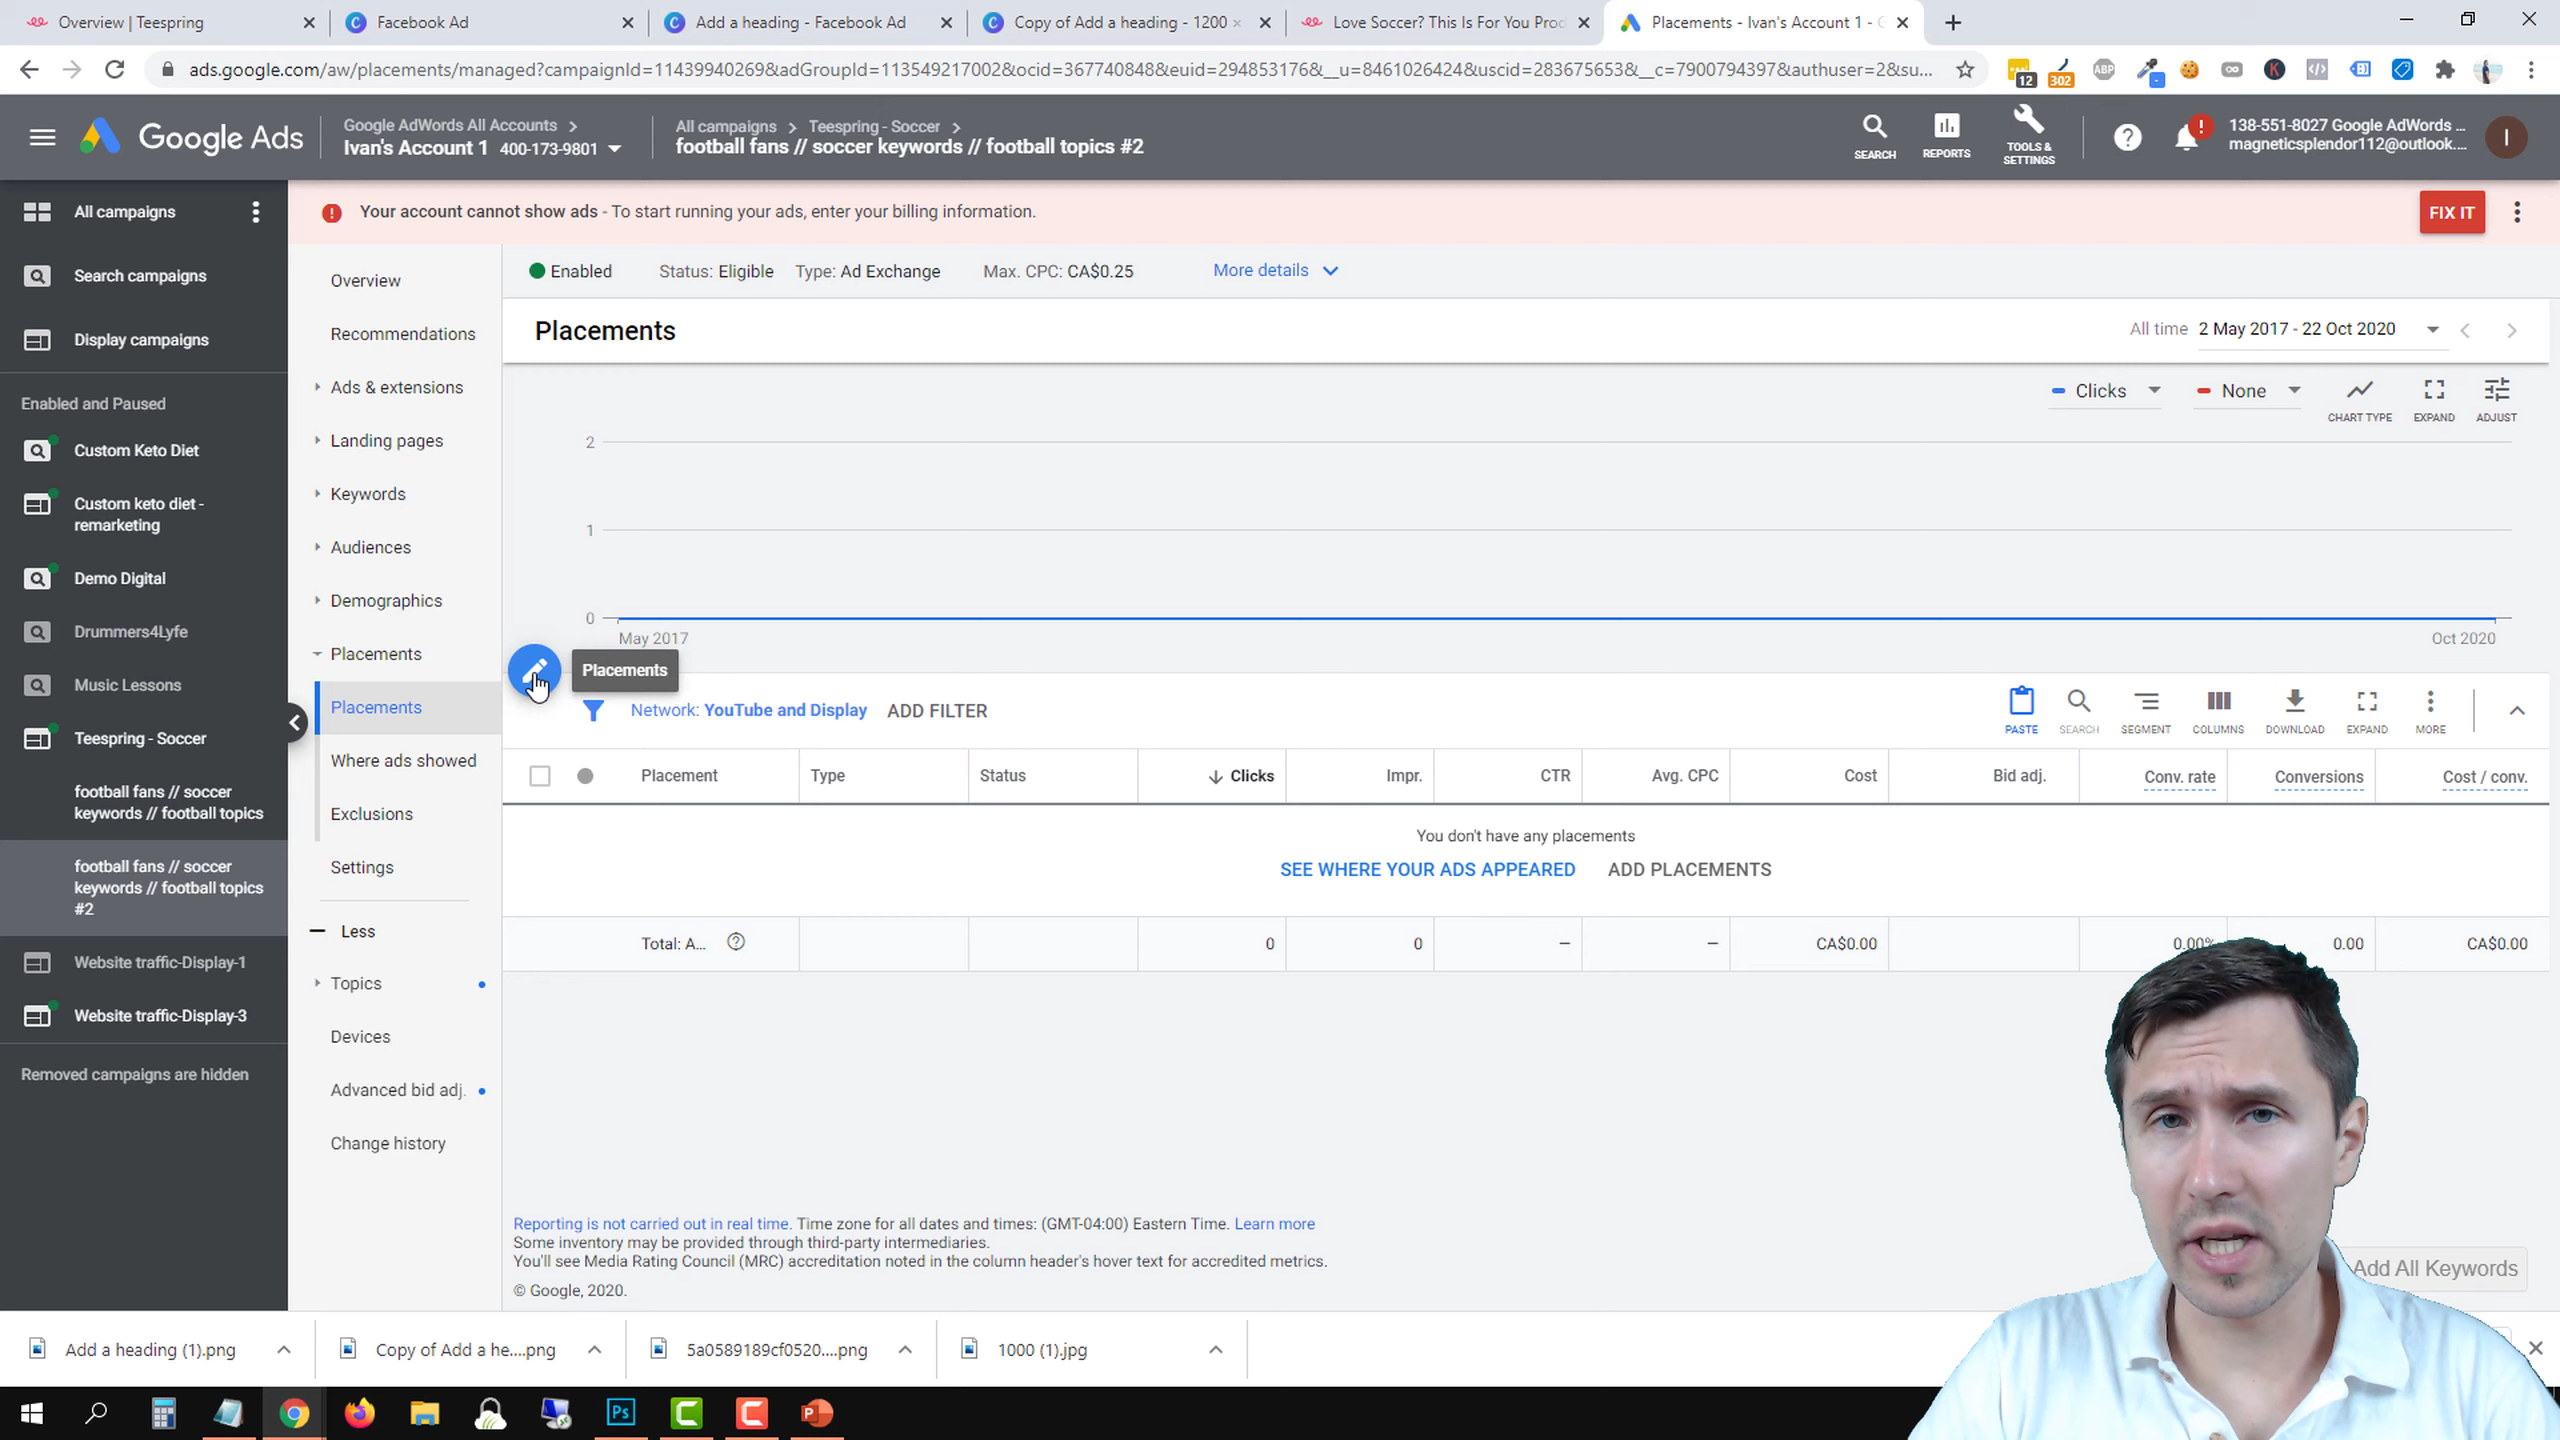 Overview | Teespring
Facebook Ad
Add a heading - Facebook Ad
Copy of Add a heading - 1200 ×
Love Soccer? This Is For You Prod
Placements - Ivan's Account 1 - G
ads.google.com/aw/placements/managed?campaignId=11439940269&adGroupId=113549217002&ocid=367740848&euid=294853176&__u=8461026424&uscid=283675653&__c=7900794397&authuser=2&su...
12
302
ABP
Google Ads
Google AdWords All Accounts
Ivan's Account 1 400-173-9801
All campaigns > Teespring - Soccer >
football fans // soccer keywords // football topics #2
SEARCH
REPORTS
TOOLS &
SETTINGS
138-551-8027 Google AdWords ...
magneticsplendor112@outlook....
I
All campaigns
Search campaigns
Display campaigns
Enabled and Paused
Custom Keto Diet
Custom keto diet -
remarketing
Demo Digital
Drummers4Lyfe
Music Lessons
Teespring - Soccer
football fans // soccer
keywords // football topics
football fans // soccer
keywords // football topics
#2
Website traffic-Display-1
Website traffic-Display-3
Removed campaigns are hidden
Your account cannot show ads - To start running your ads, enter your billing information.
FIX IT
Overview
Recommendations
Ads & extensions
Landing pages
Keywords
Audiences
Demographics
Placements
Placements
Where ads showed
Exclusions
Settings
Less
Topics
Devices
Advanced bid adj.
Change history
Enabled
Status: Eligible
Type: Ad Exchange
Max. CPC: CA$0.25
More details
Placements
All time 2 May 2017 - 22 Oct 2020
Clicks
None
CHART TYPE
EXPAND
ADJUST
2
1
0
May 2017
Oct 2020
Placements
Network: YouTube and Display
ADD FILTER
PASTE
SEARCH
SEGMENT
COLUMNS
DOWNLOAD
EXPAND
MORE
Placement Type Status Clicks Impr. CTR Avg. CPC Cost Bid adj. Conv. rate Conversions Cost / conv.
You don't have any placements
SEE WHERE YOUR ADS APPEARED
ADD PLACEMENTS
Total: A... 0 0 – – CA$0.00 0.00% 0.00 CA$0.00
Reporting is not carried out in real time. Time zone for all dates and times: (GMT-04:00) Eastern Time. Learn more
Some inventory may be provided through third-party intermediaries.
You'll see Media Rating Council (MRC) accreditation noted in the column header's hover text for accredited metrics.
© Google, 2020.
Add All Keywords
Add a heading (1).png
Copy of Add a he....png
5a0589189cf0520....png
1000 (1).jpg
Ps